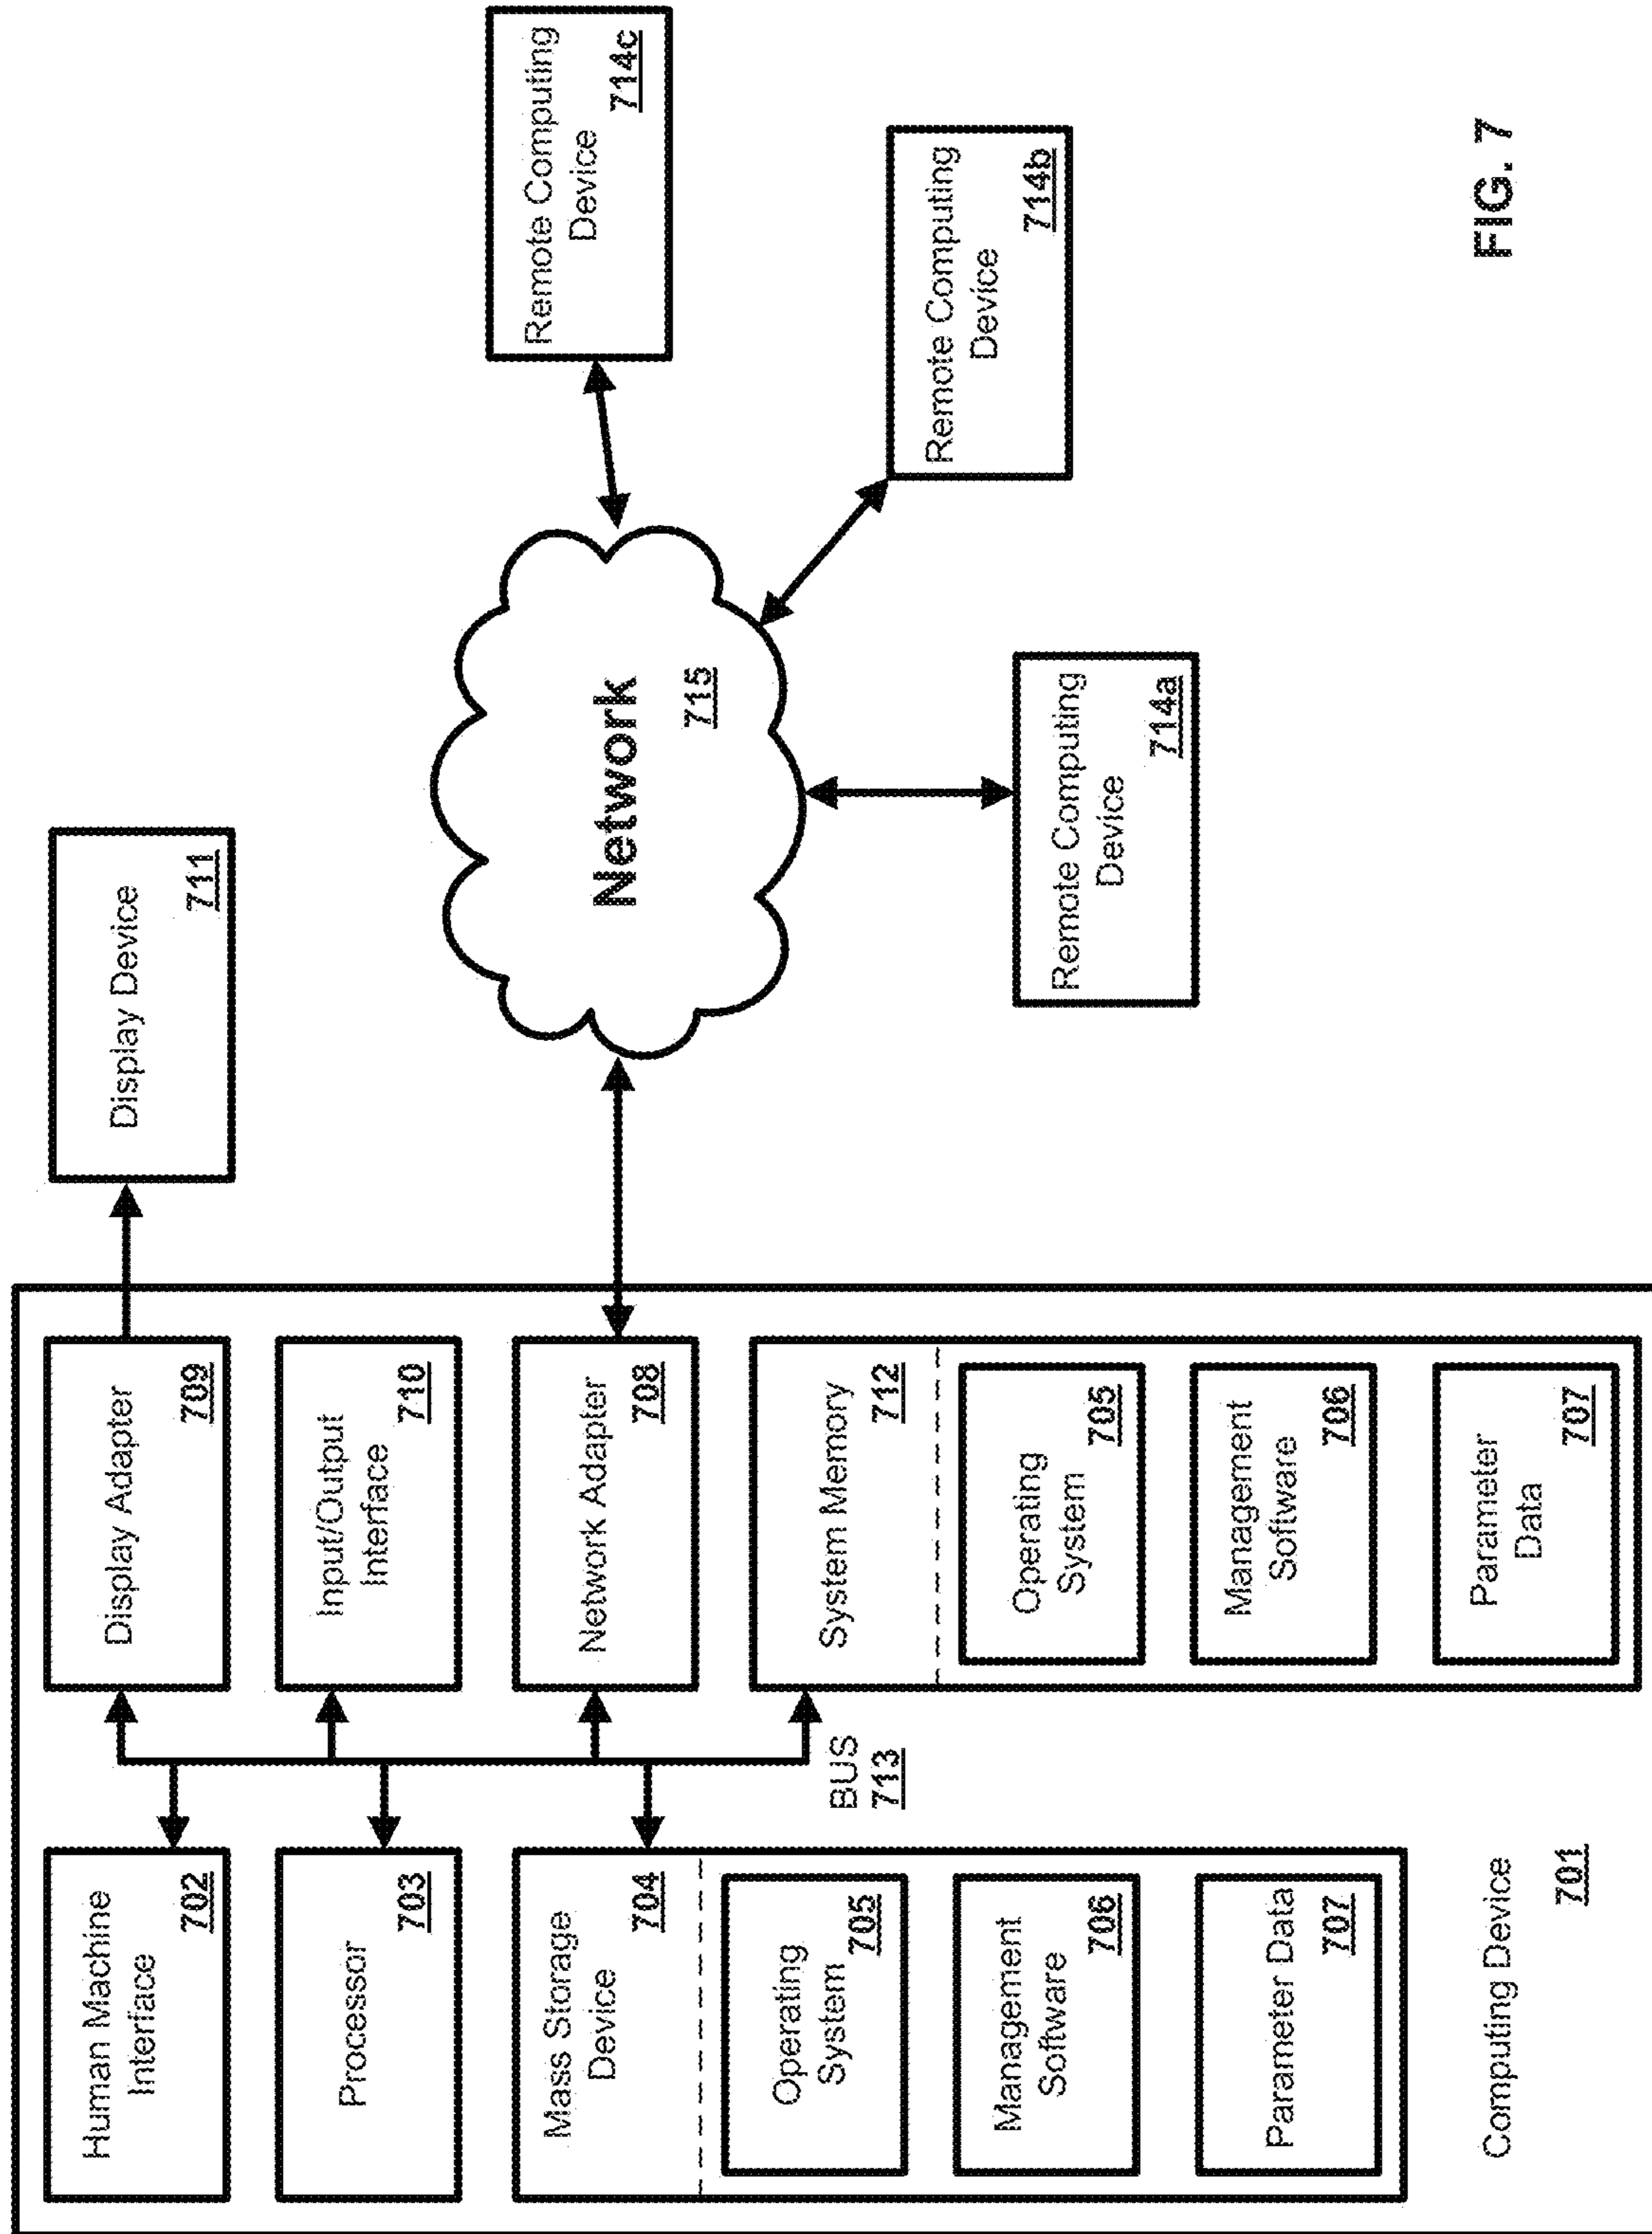 Human Machine
Interface
702
Processor
703
Mass Storage
Device
704
Operating
System
705
Management
Software
706
Parameter Data
707
Computing Device
701
BUS
713
Display Adapter
709
Input/Output
Interface
710
Network Adapter
708
System Memory
712
Operating
System
705
Management
Software
706
Parameter
Data
707
Display Device
711
Network
715
Remote Computing
Device
714a
Remote Computing
Device
714b
Remote Computing
Device
714c
FIG. 7